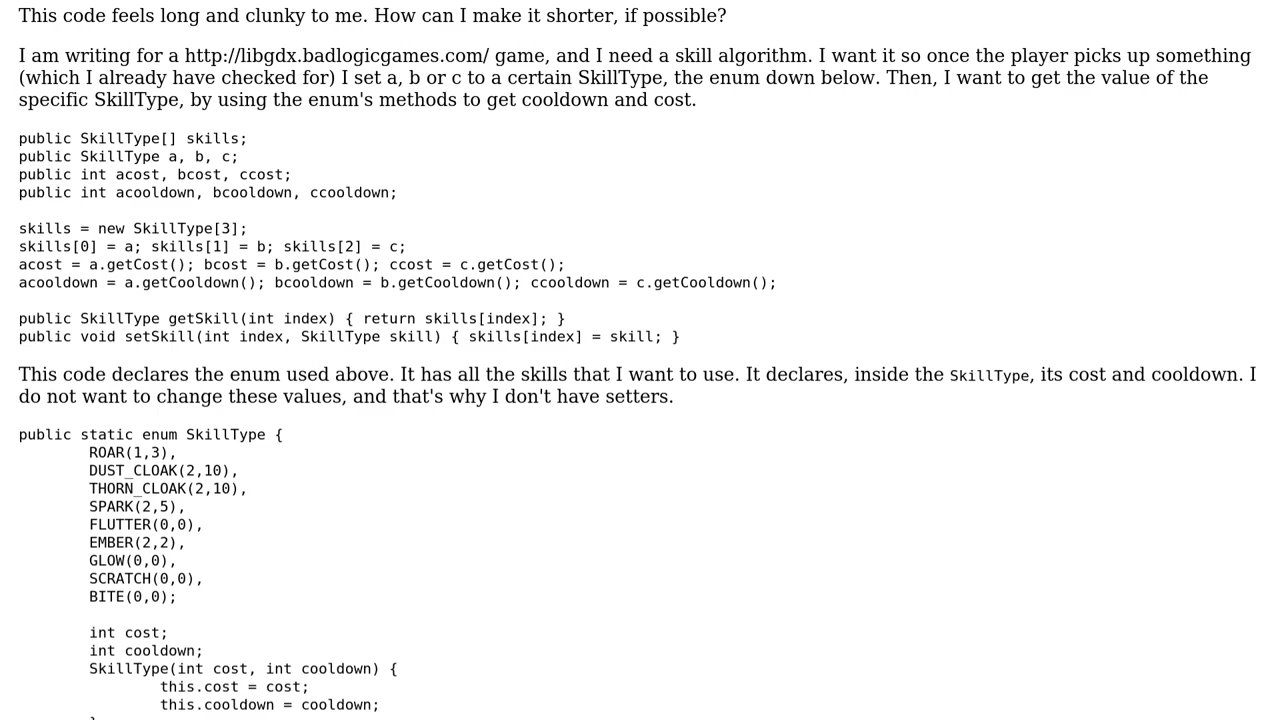 This code feels long and clunky to me. How can I make it shorter, if possible?
I am writing for a http://libgdx.badlogicgames.com/ game, and I need a skill algorithm. I want it so once the player picks up something
(which I already have checked for) I set a, b or c to a certain SkillType, the enum down below. Then, I want to get the value of the
specific SkillType, by using the enum's methods to get cooldown and cost.
public SkillType[] skills;
public SkillType a, b, c;
public int acost, bcost, ccost;
public int acooldown, bcooldown, ccooldown;
skills = new SkillType[3];
skills[0] = a; skills[1] = b; skills[2] = c;
acost = a.getCost(); bcost = b.getCost(); ccost = c.getCost();
acooldown = a.getCooldown(); bcooldown = b.getCooldown(); ccooldown = c.getCooldown();
public SkillType getSkill(int index) { return skills[index]; }
public void setSkill(int index, SkillType skill) { skills[index] = skill; }
This code declares the enum used above. It has all the skills that I want to use. It declares, inside the SkillType, its cost and cooldown. I
do not want to change these values, and that's why I don't have setters.
public static enum SkillType {
ROAR(1,3),
DUST_CLOAK(2,10),
THORN_CLOAK(2,10),
SPARK(2,5),
FLUTTER(0,0),
EMBER(2,2),
GLOW(0,0),
SCRATCH(0,0),
BITE(0,0);
int cost;
int cooldown;
SkillType(int cost, int cooldown) {
this.cost = cost;
this.cooldown = cooldown;